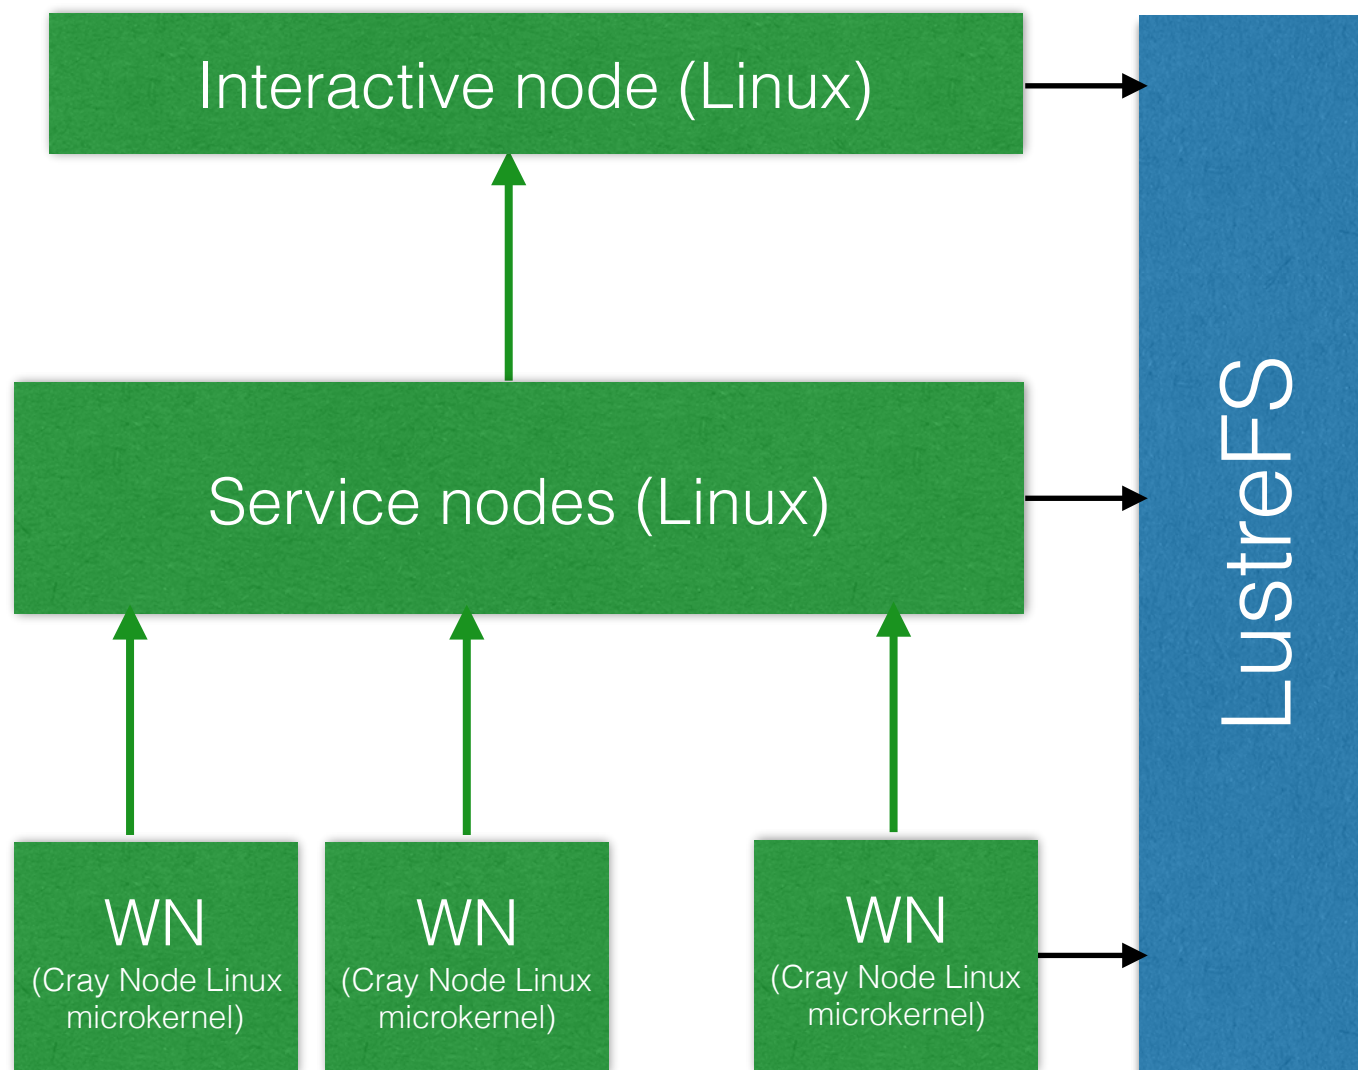 Interactive node (Linux)
Service nodes (Linux)
LustreFS
WN
(Cray Node Linux
microkernel)
WN
(Cray Node Linux
microkernel)
WN
(Cray Node Linux
microkernel)